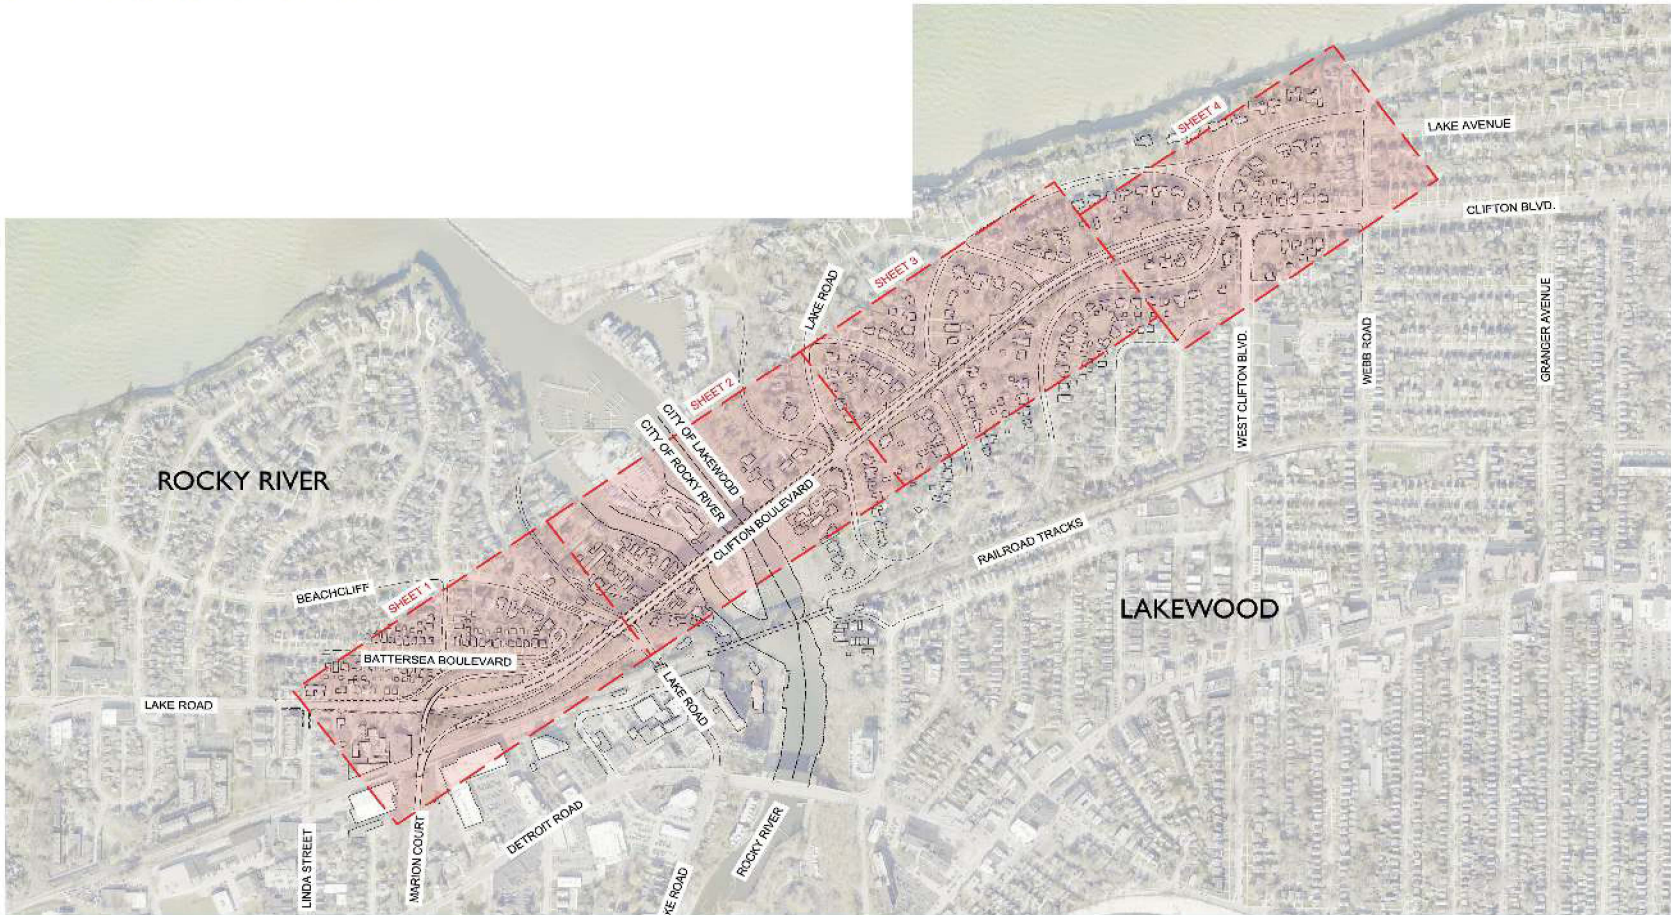 SHEET 4
LAKE AVENUE
CLIFTON BLVD.
SHEET 3
LAKE ROAD
GRANGER AVENUE
WEBB ROAD
WEST CLIFTON BLVD.
SHEET 2
CITY OF LAKEWOOD
CITY OF ROCKY RIVER
ROCKY RIVER
CLIFTON BOULEVARD
RAILROAD TRACKS
BEACHCLIFF
SHEET 1
LAKEWOOD
BATTERSEA BOULEVARD
LAKE ROAD
LAKE ROAD
DETROIT ROAD
ROCKY RIVER
LINDA STREET
MARION COURT
KE ROAD